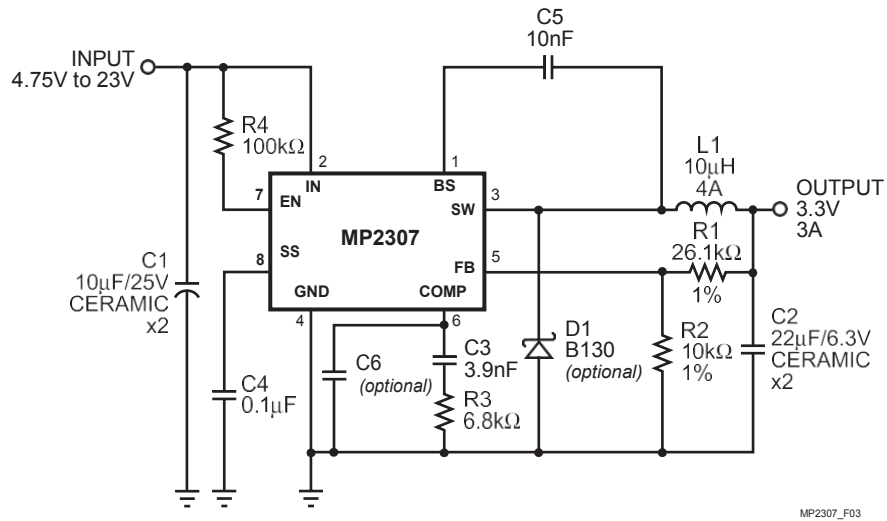 C5
10nF
INPUT
4.75V to 23V
R4
100kΩ
2
1
IN
BS
7
EN
SW
3
L1
10µH
4A
OUTPUT
3.3V
3A
MP2307
8
SS
FB
5
R1
26.1kΩ
1%
C1
10µF/25V
CERAMIC
x2
GND
COMP
4
6
C4
0.1µF
C6
(optional)
C3
3.9nF
R3
6.8kΩ
D1
B130
(optional)
R2
10kΩ
1%
C2
22µF/6.3V
CERAMIC
x2
MP2307_F03